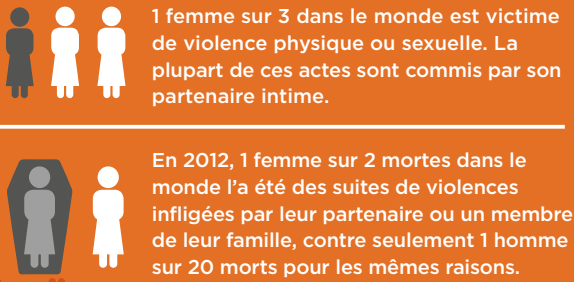 1 femme sur 3 dans le monde est victime
de violence physique ou sexuelle. La
plupart de ces actes sont commis par son
partenaire intime.
En 2012, 1 femme sur 2 mortes dans le
monde l'a été des suites de violences
infligées par leur partenaire ou un membre
de leur famille, contre seulement 1 homme
sur 20 morts pour les mêmes raisons.